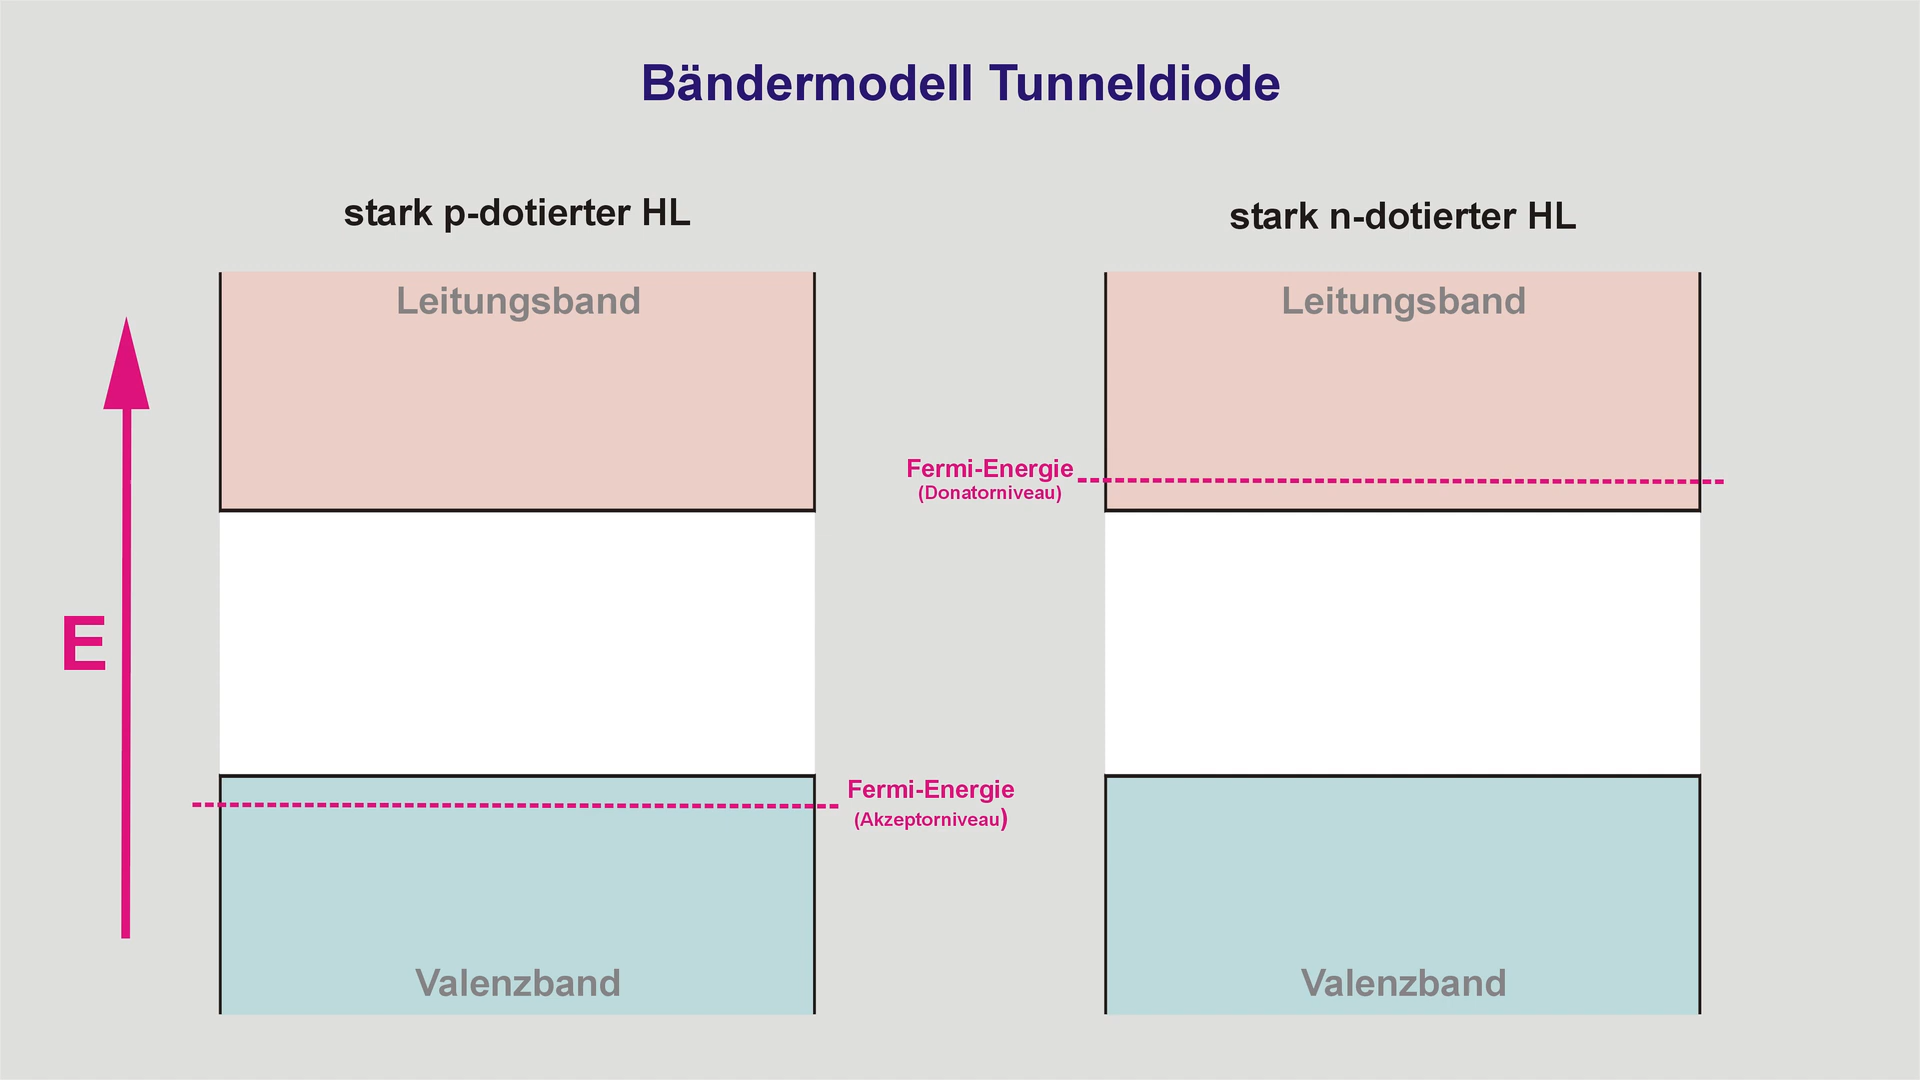 Bändermodell Tunneldiode
stark p-dotierter HL
stark n-dotierter HL
Leitungsband
Leitungsband
Fermi-Energie
(Donatorniveau)
E
Fermi-Energie
(Akzeptorniveau)
Valenzband
Valenzband